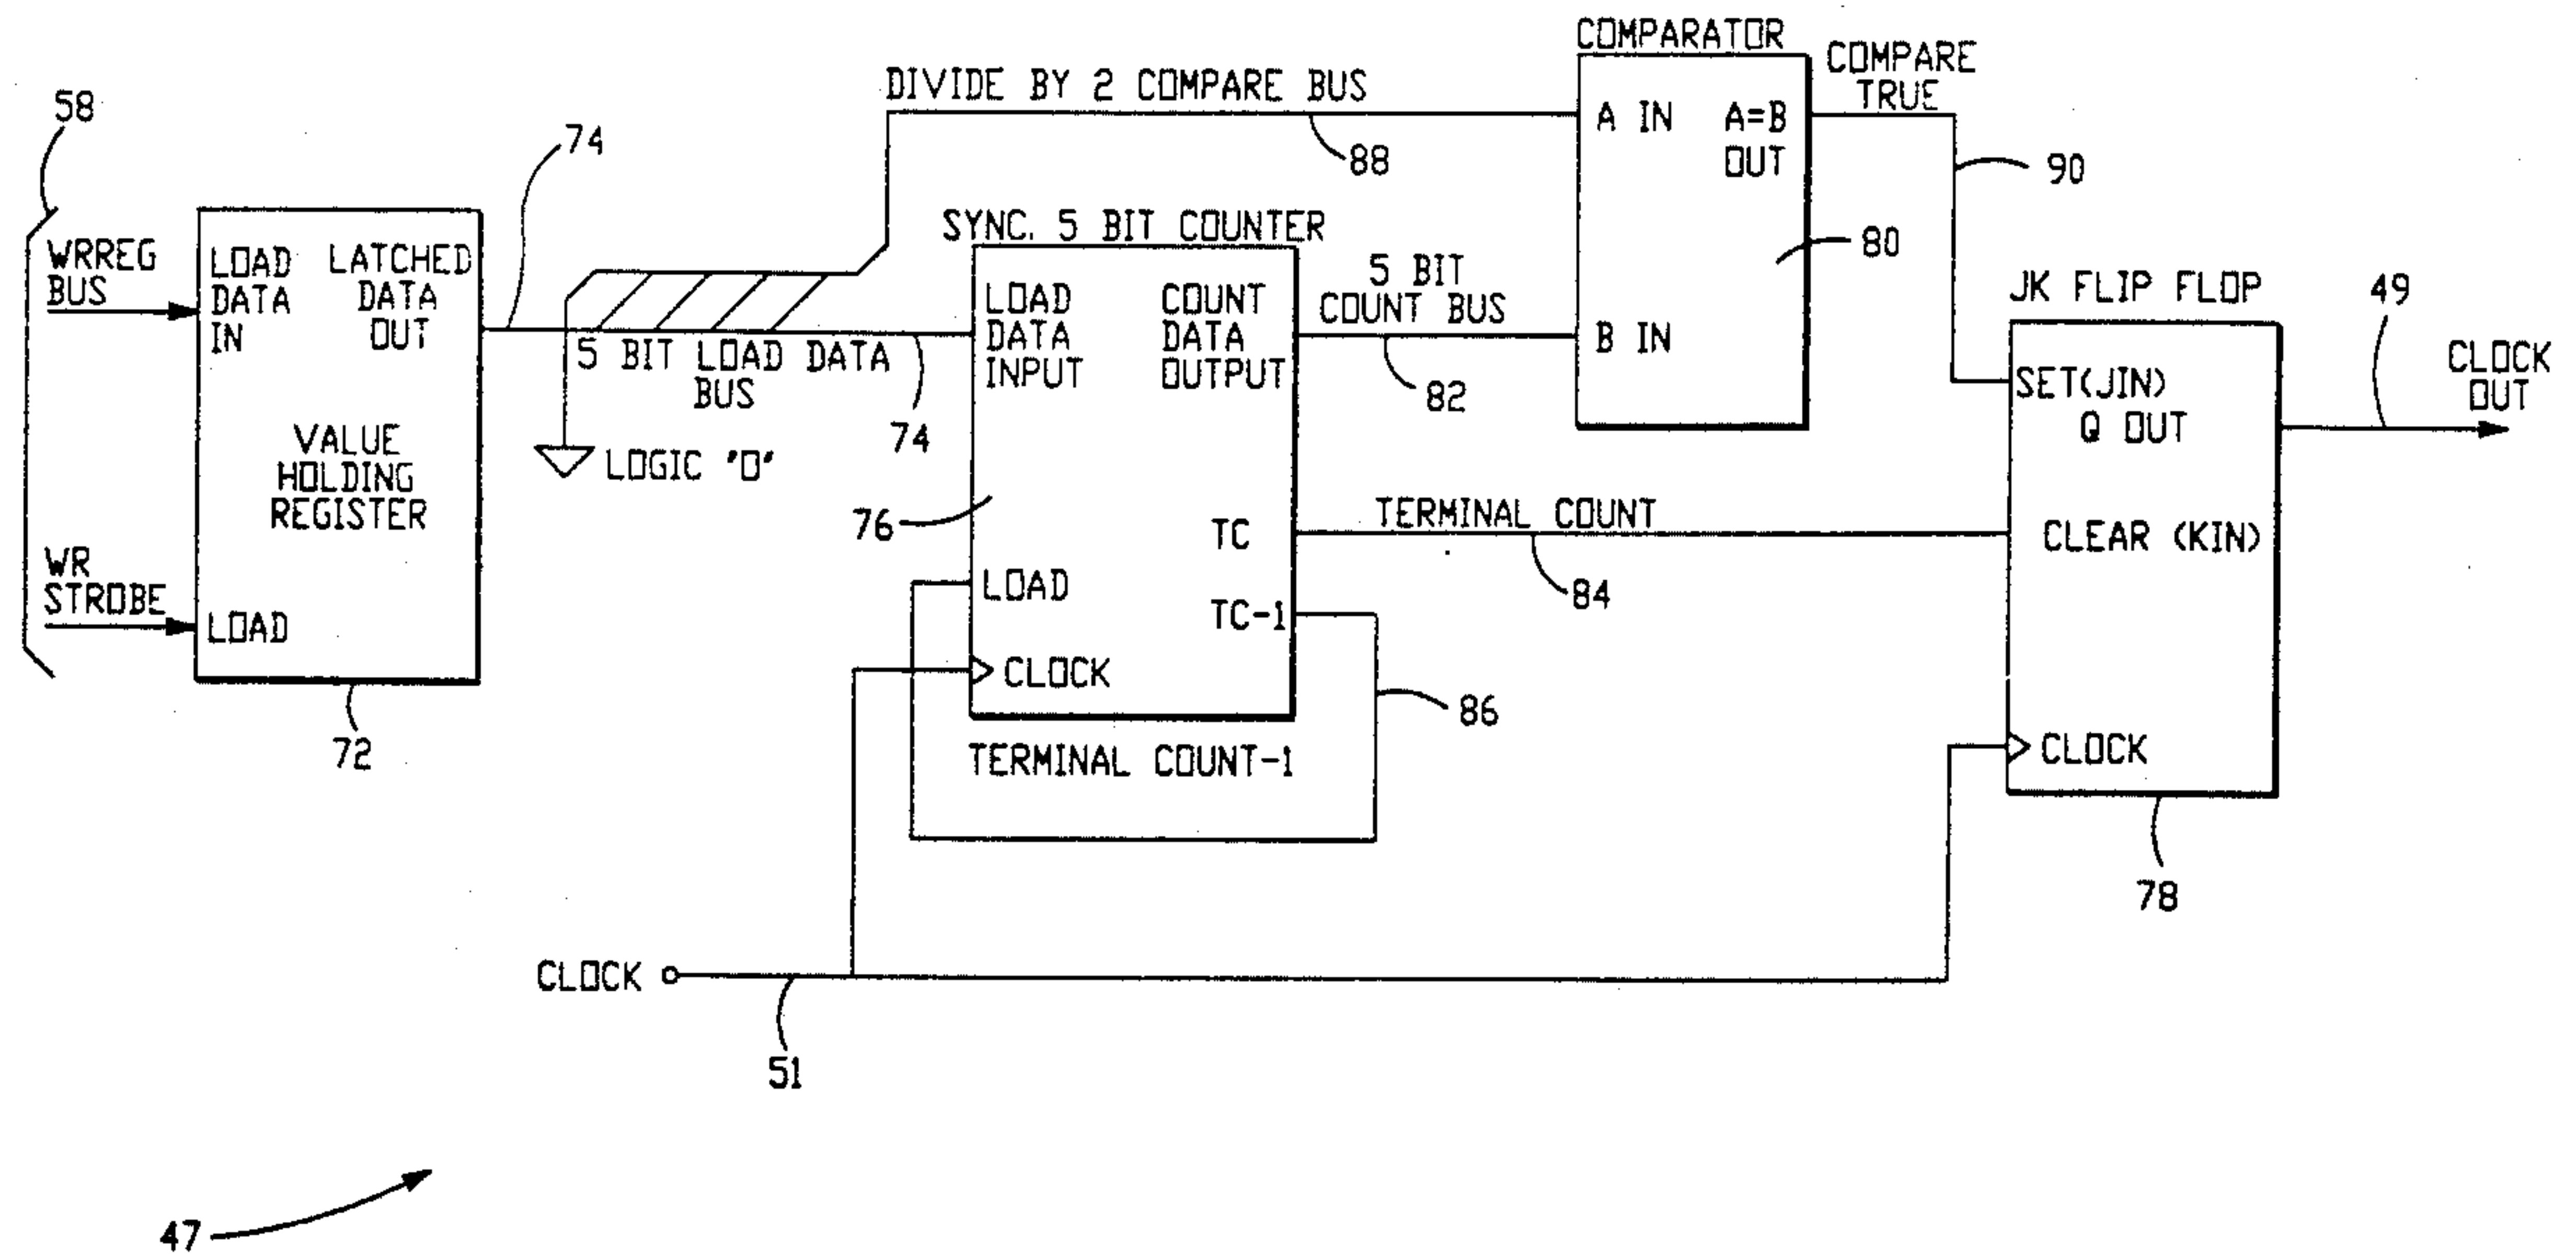 58
WRREG
BUS
WR
STROBE
LOAD
DATA
IN
LATCHED
DATA
OUT
VALUE
HOLDING
REGISTER
LOAD
72
74
DIVIDE BY 2 COMPARE BUS
88
5 BIT LOAD DATA
BUS
74
LOGIC "0"
SYNC. 5 BIT COUNTER
LOAD
DATA
INPUT
COUNT
DATA
OUTPUT
76
TC
LOAD
TC-1
CLOCK
TERMINAL COUNT-1
86
5 BIT
COUNT BUS
82
COMPARATOR
A IN
A=B
OUT
B IN
80
COMPARE
TRUE
90
TERMINAL COUNT
84
JK FLIP FLOP
SET(JIN)
Q OUT
CLEAR (KIN)
CLOCK
78
49
CLOCK
OUT
CLOCK
51
47